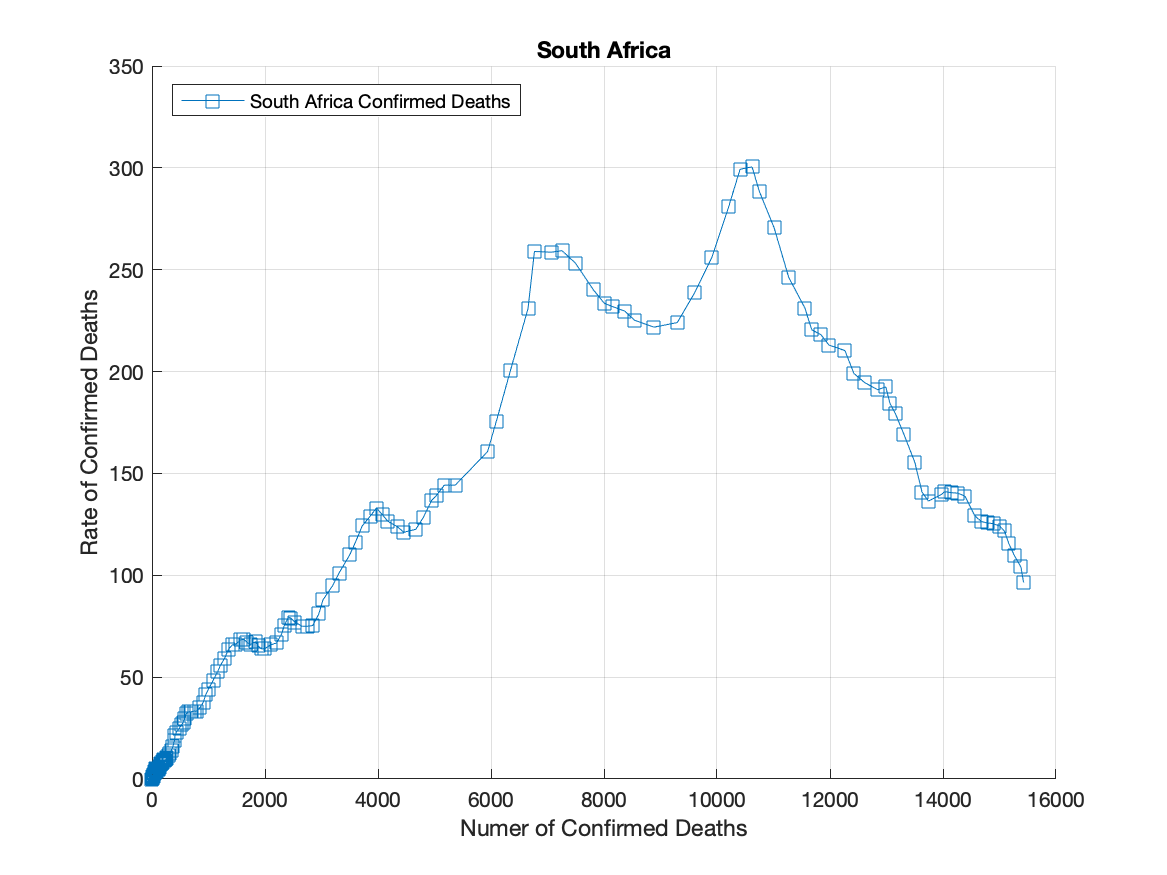 South Africa
South Africa Confirmed Deaths
350
300
250
200
150
100
50
0
Rate of Confirmed Deaths
0 2000 4000 6000 8000 10000 12000 14000 16000
Numer of Confirmed Deaths